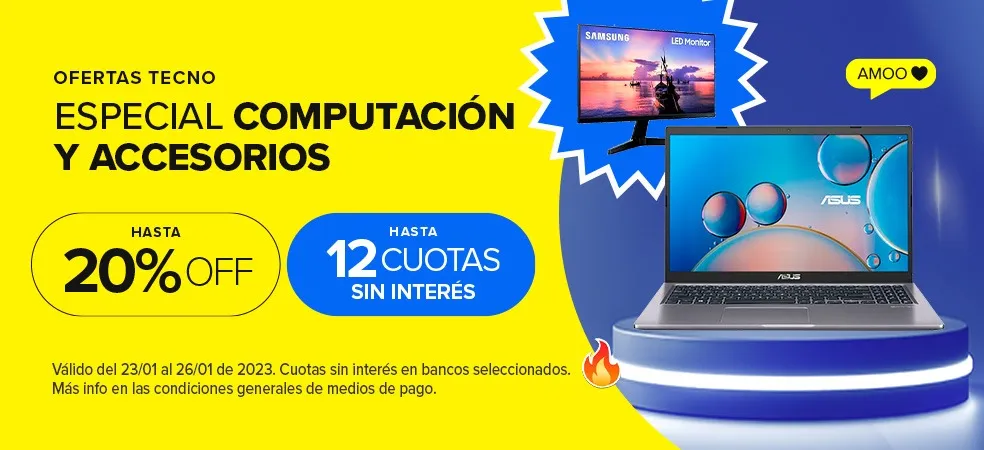 OFERTAS TECNO
ESPECIAL COMPUTACIÓN
Y ACCESORIOS
HASTA
20% OFF
HASTA
12 CUOTAS
SIN INTERÉS
Válido del 23/01 al 26/01 de 2023. Cuotas sin interés en bancos seleccionados.
Más info en las condiciones generales de medios de pago.
SAMSUNG
LED Monitor
AMOO
ASUS
ASUS